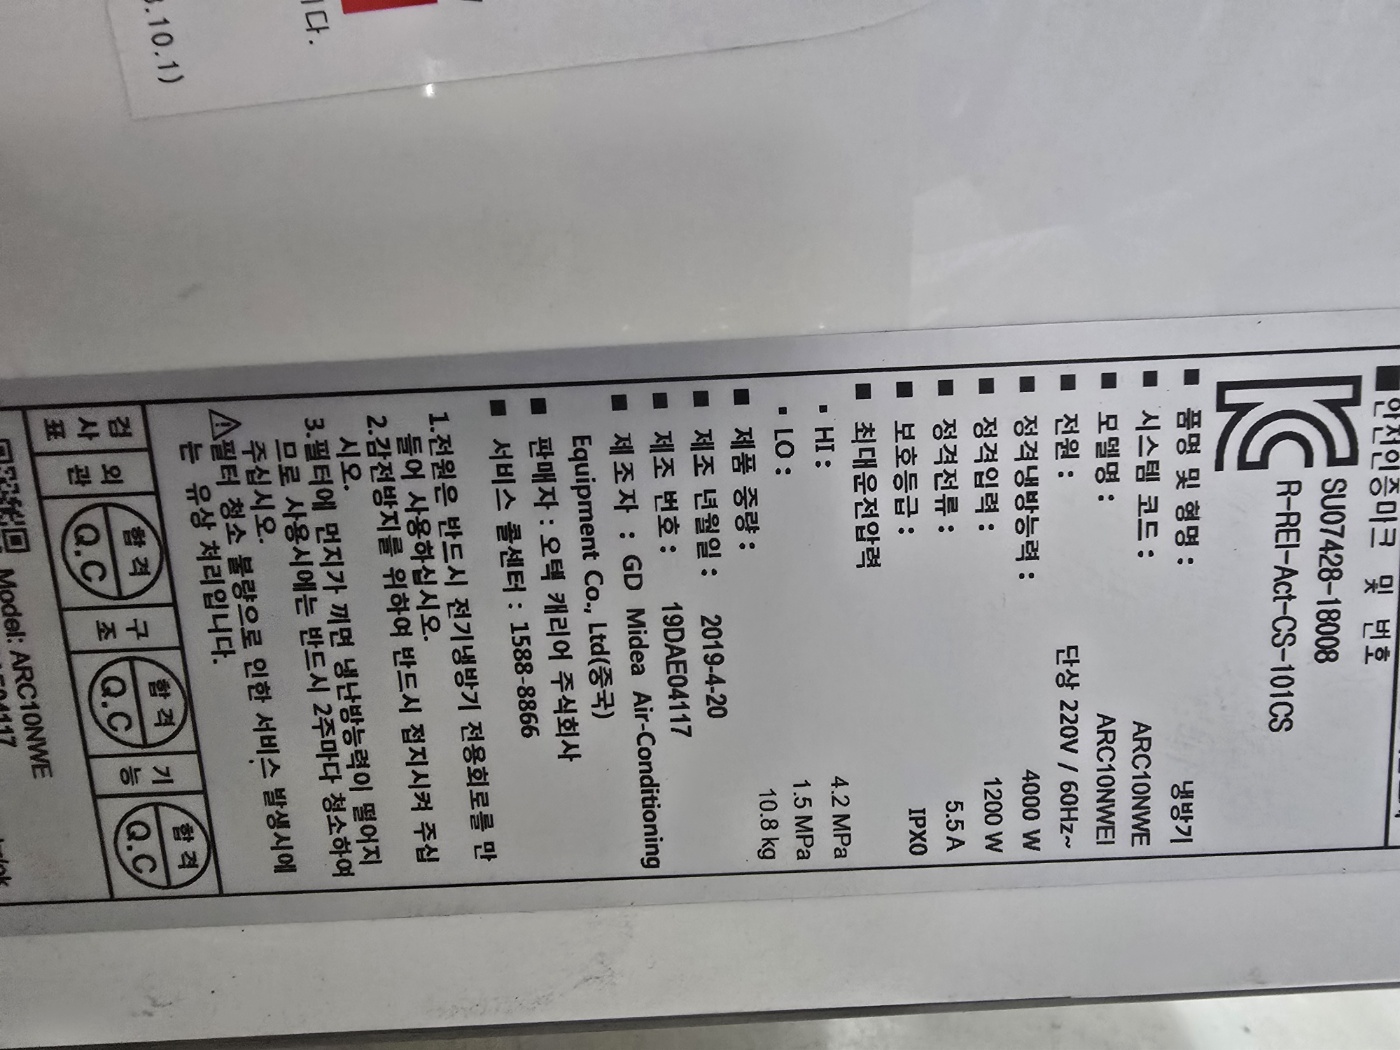 .10.1)
다.
■안전인증마크 및 번호
SU07428-18008
R-REI-Act-CS-101CS
■ 품명 및 형명 : 냉방기
■ 시스템 코드 : ARC10NWE
■ 모델명 : ARC10NWEI
■ 전원 : 단상 220V / 60Hz~
■ 정격냉방능력 : 4000 W
■ 정격입력 : 1200 W
■ 정격전류 : 5.5 A
■ 보호등급 : IPX0
■ 최대운전압력
· HI : 4.2 MPa
· LO : 1.5 MPa
■ 제품 중량 : 10.8 kg
■ 제조 년월일 : 2019-4-20
■ 제조 번호 : 19DAE04117
■ 제조자 : GD Midea Air-Conditioning
Equipment Co., Ltd(중국)
■ 판매자 : 오텍 캐리어 주식회사
■ 서비스 콜센터 : 1588-8866
1.전원은 반드시 전기냉방기 전용회로를 만
들어 사용하십시오.
2.감전방지를 위하여 반드시 접지시켜 주십
시오.
3.필터에 먼지가 끼면 냉난방능력이 떨어지
므로 사용시에는 반드시 2주마다 청소하여
주십시오.
⚠필터 청소 불량으로 인한 서비스 발생시에
는 유상 처리입니다.
검사표 외관 합격 Q.C 구조 합격 Q.C 기능 합격 Q.C
Model: ARC10NWE
04117